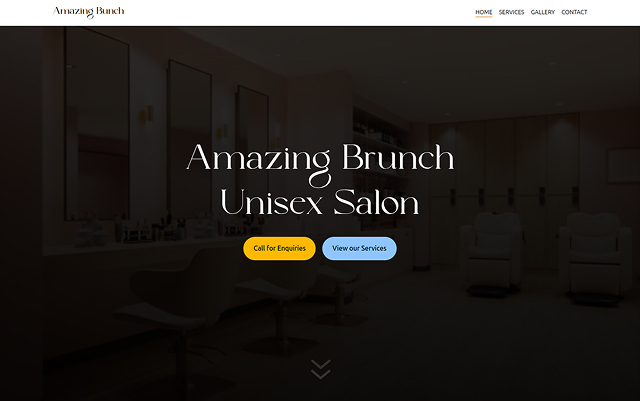 Amazing Bunch
HOME SERVICES GALLERY CONTACT
Amazing Brunch
Unisex Salon
Call for Enquiries View our Services